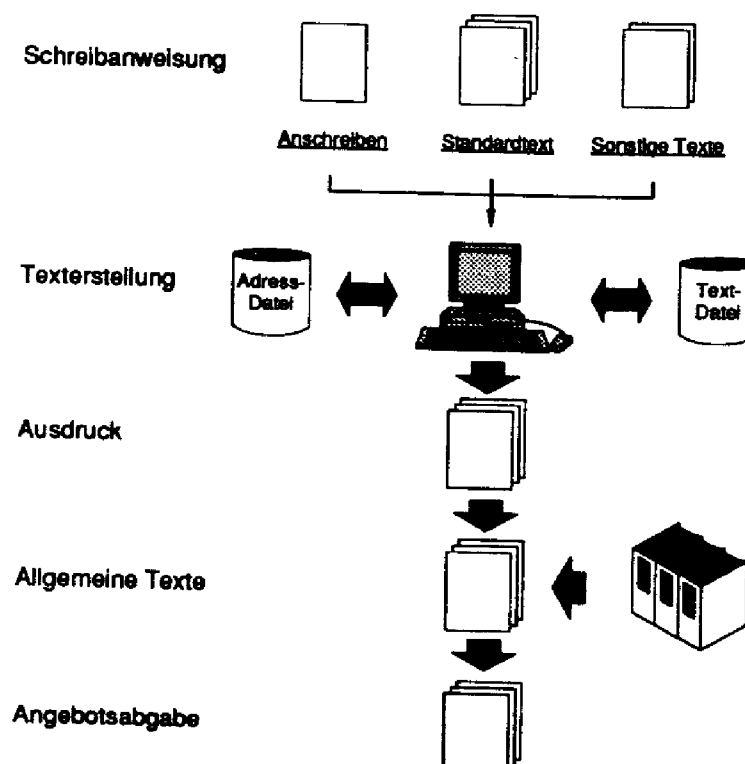 Schreibanweisung
Anschreiben
Standardtext
Sonstige Texte
Texterstellung
Adress-
Datei
Text-
Datei
Ausdruck
Allgemeine Texte
Angebotsabgabe